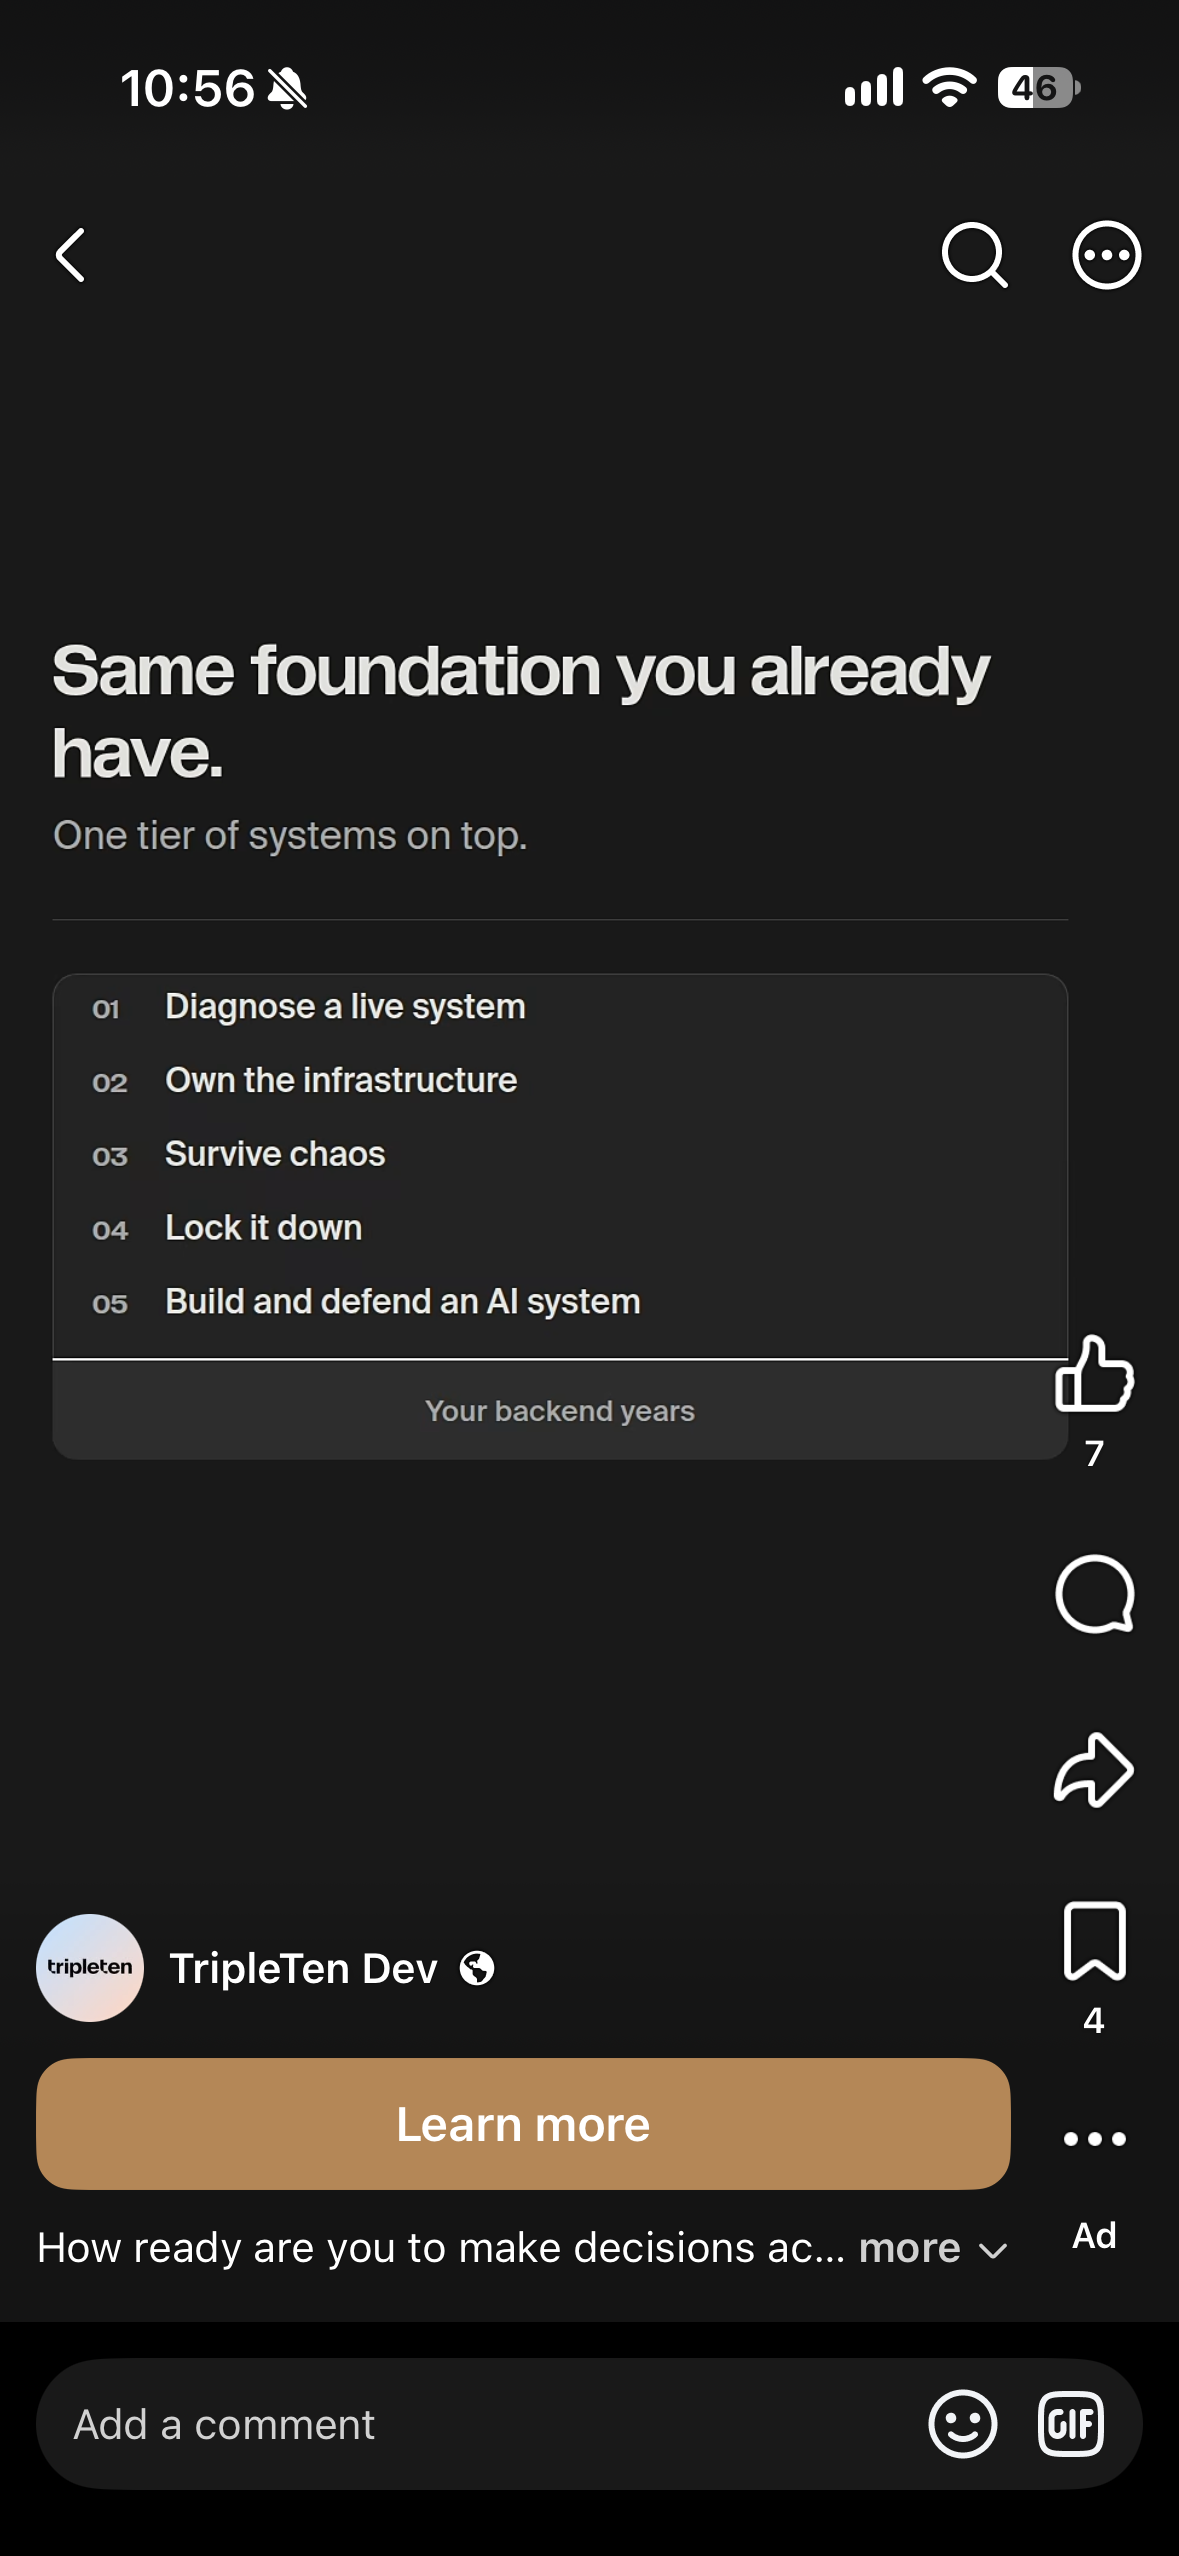 10:56
46
Same foundation you already
have.
One tier of systems on top.
01 Diagnose a live system
02 Own the infrastructure
03 Survive chaos
04 Lock it down
05 Build and defend an AI system
Your backend years
7
4
tripleten
TripleTen Dev
Learn more
How ready are you to make decisions ac... more
Ad
Add a comment
GIF